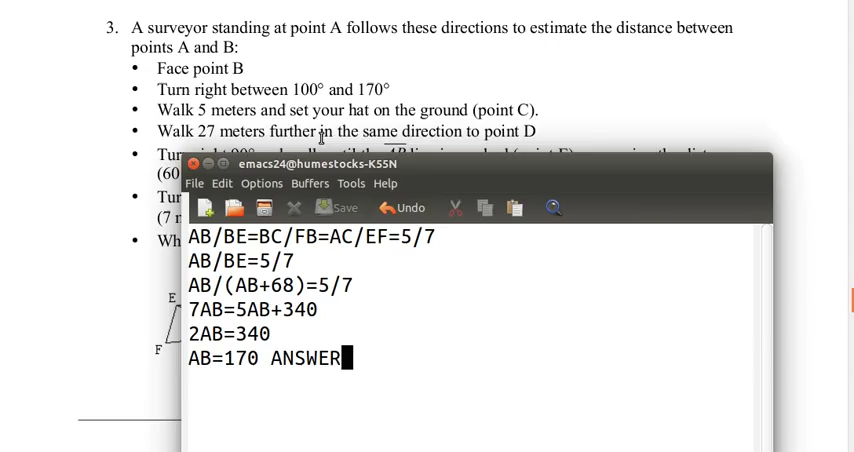 3. A surveyor standing at point A follows these directions to estimate the distance between
points A and B:
• Face point B
• Turn right between 100° and 170°
• Walk 5 meters and set your hat on the ground (point C).
• Walk 27 meters further in the same direction to point D
•
(60
•
(7
• Wh
emacs24@humestocks-K55N
File Edit Options Buffers Tools Help
Save Undo
AB/BE=BC/FB=AC/EF=5/7
AB/BE=5/7
AB/(AB+68)=5/7
7AB=5AB+340
2AB=340
AB=170 ANSWER
E
F